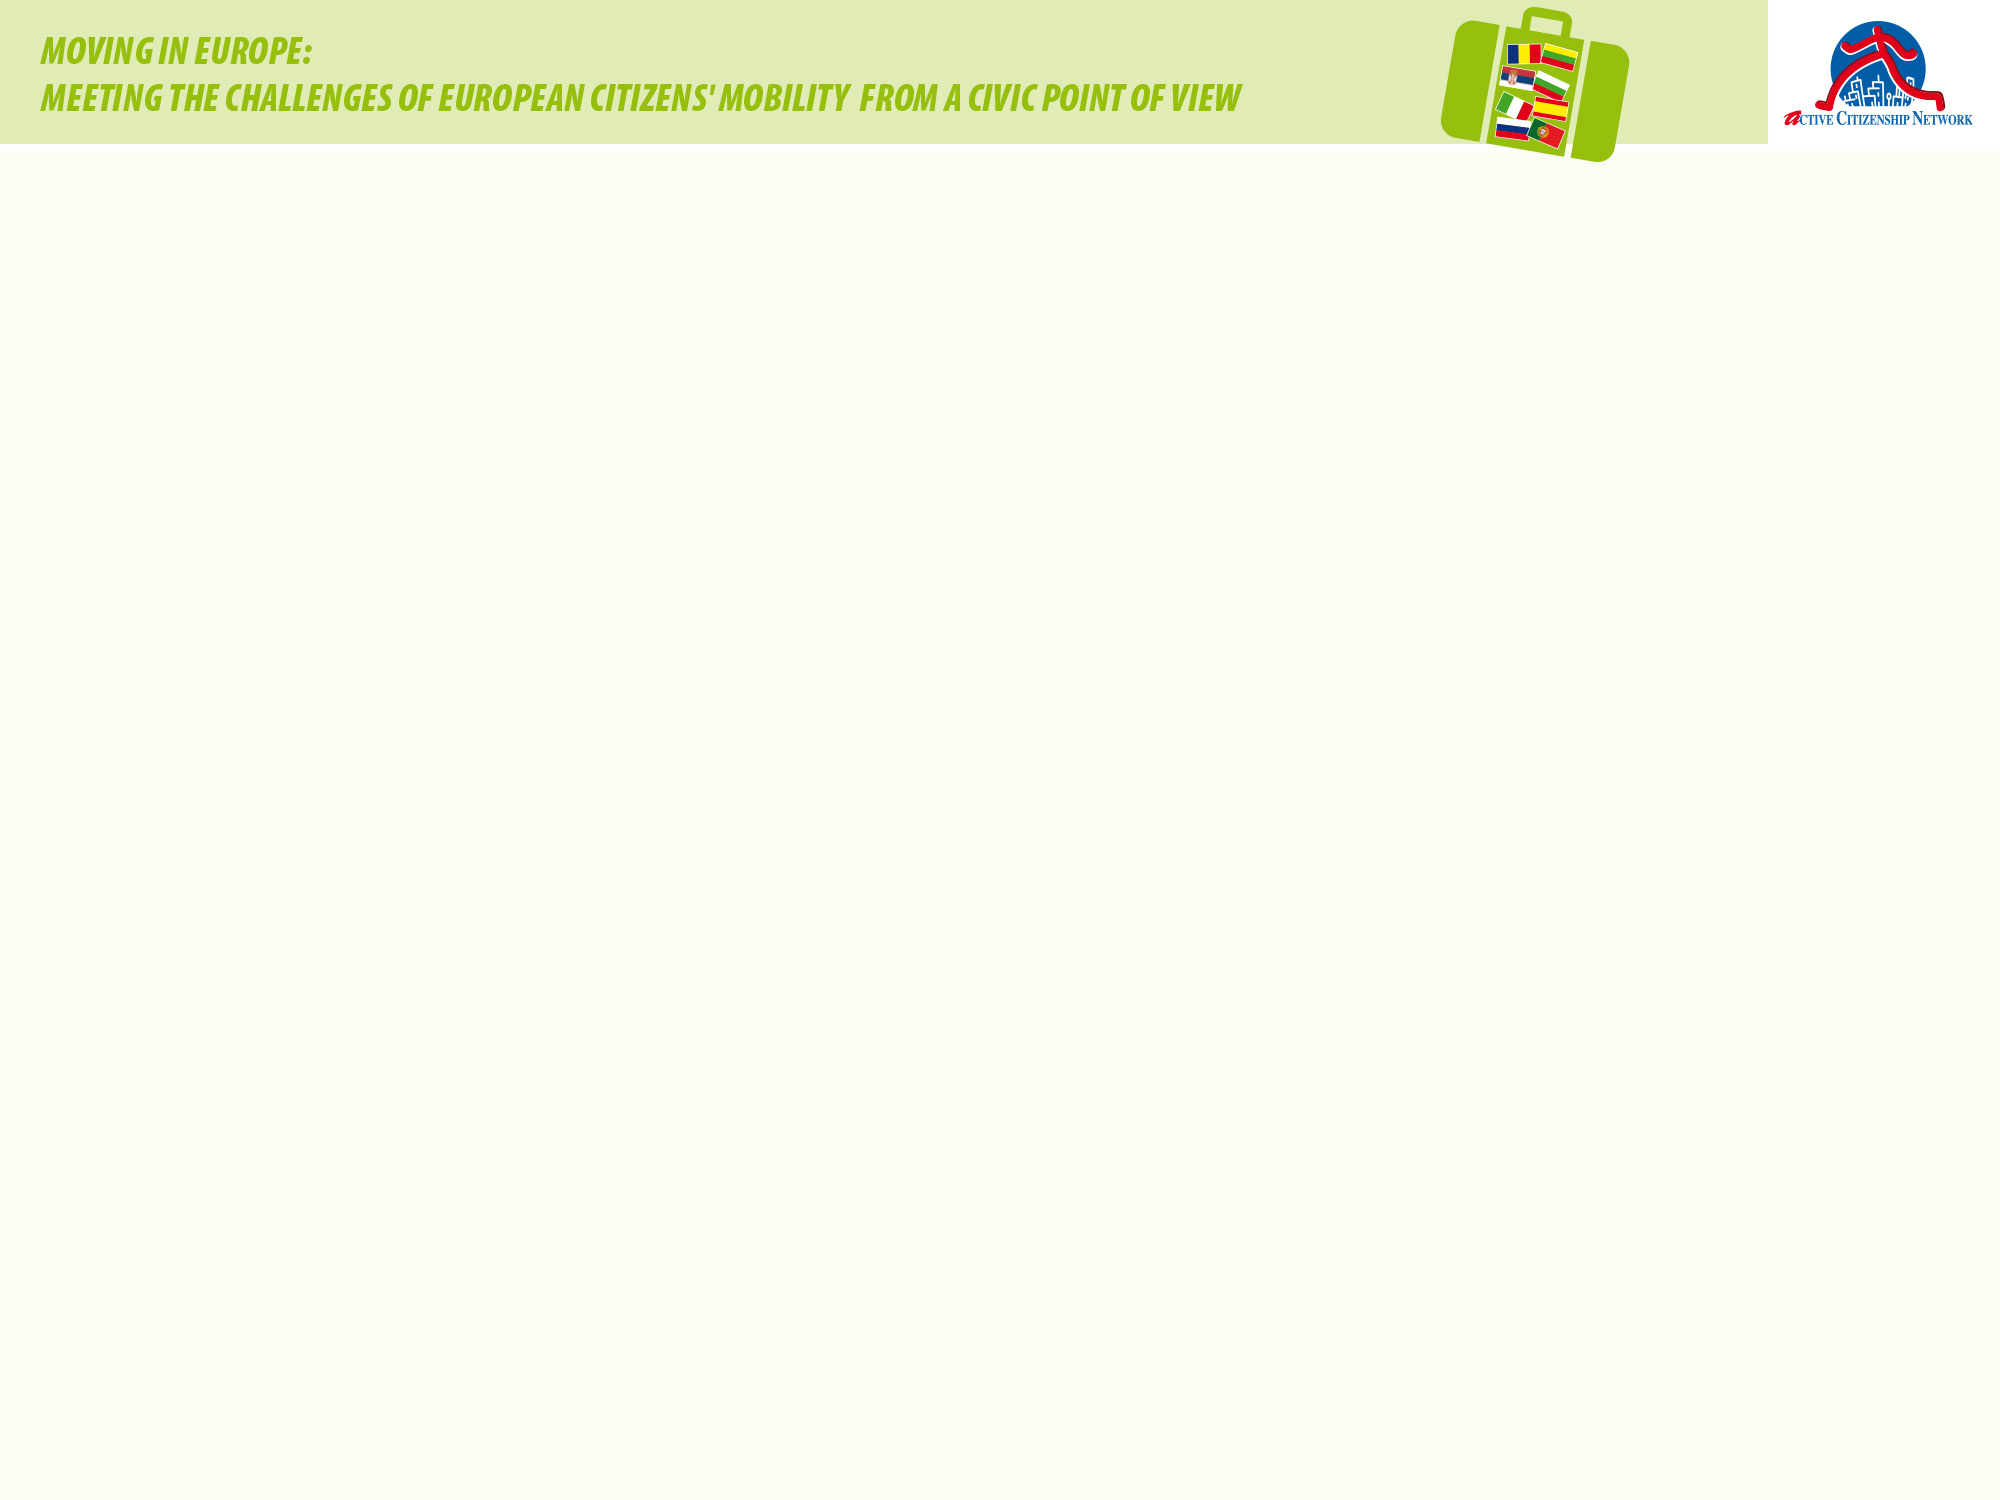 MOVING IN EUROPE:
MEETING THE CHALLENGES OF EUROPEAN CITIZENS' MOBILITY FROM A CIVIC POINT OF VIEW
ACTIVE CITIZENSHIP NETWORK